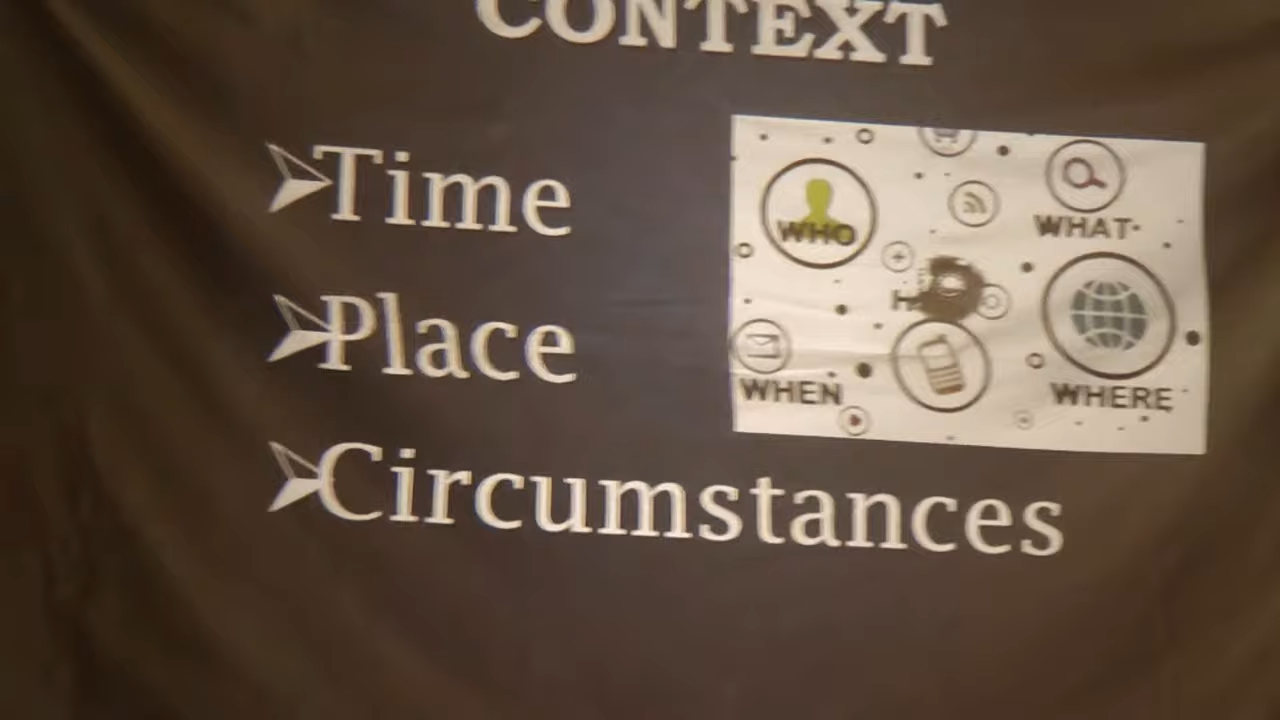 CONTEXT
Time
Place
Circumstances
WHO
WHAT
WHEN
WHERE